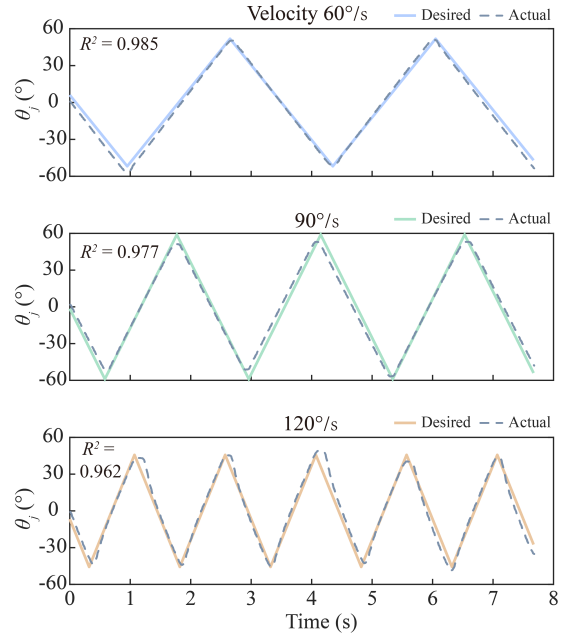 Velocity 60°/s
Desired
Actual
R² = 0.985
60
30
0
-30
-60
θj (°)
90°/s
Desired
Actual
R² = 0.977
60
30
0
-30
-60
θj (°)
120°/s
Desired
Actual
R² =
0.962
60
30
0
-30
-60
θj (°)
0 1 2 3 4 5 6 7 8
Time (s)